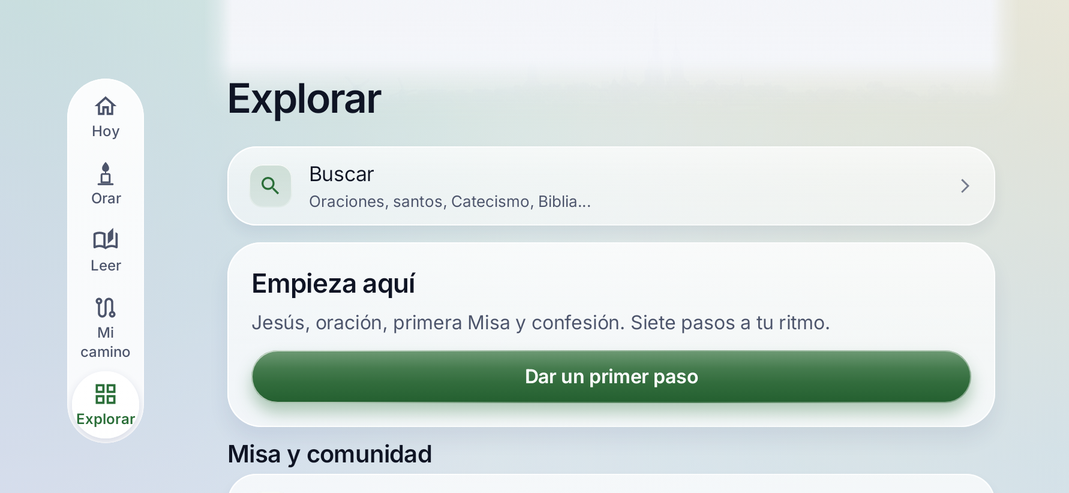 Hoy
Orar
Leer
Mi
camino
Explorar
Explorar
Buscar
Oraciones, santos, Catecismo, Biblia...
Empieza aquí
Jesús, oración, primera Misa y confesión. Siete pasos a tu ritmo.
Dar un primer paso
Misa y comunidad